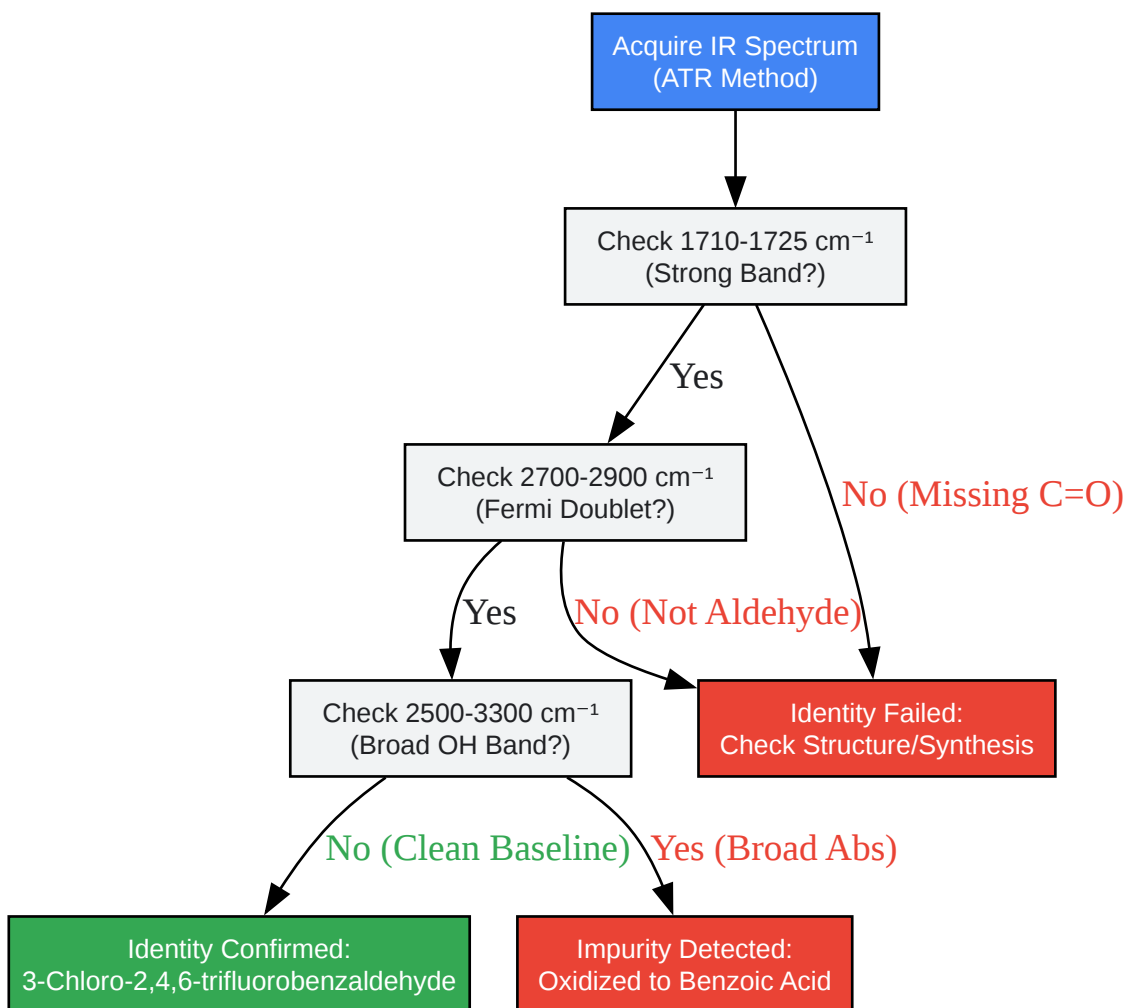 Acquire IR Spectrum
(ATR Method)
Check 1710-1725 cm⁻¹
(Strong Band?)
Yes
Check 2700-2900 cm⁻¹
(Fermi Doublet?)
No (Missing C=O)
Yes
No (Not Aldehyde)
Check 2500-3300 cm⁻¹
(Broad OH Band?)
Identity Failed:
Check Structure/Synthesis
No (Clean Baseline)
Yes (Broad Abs)
Identity Confirmed:
3-Chloro-2,4,6-trifluorobenzaldehyde
Impurity Detected:
Oxidized to Benzoic Acid